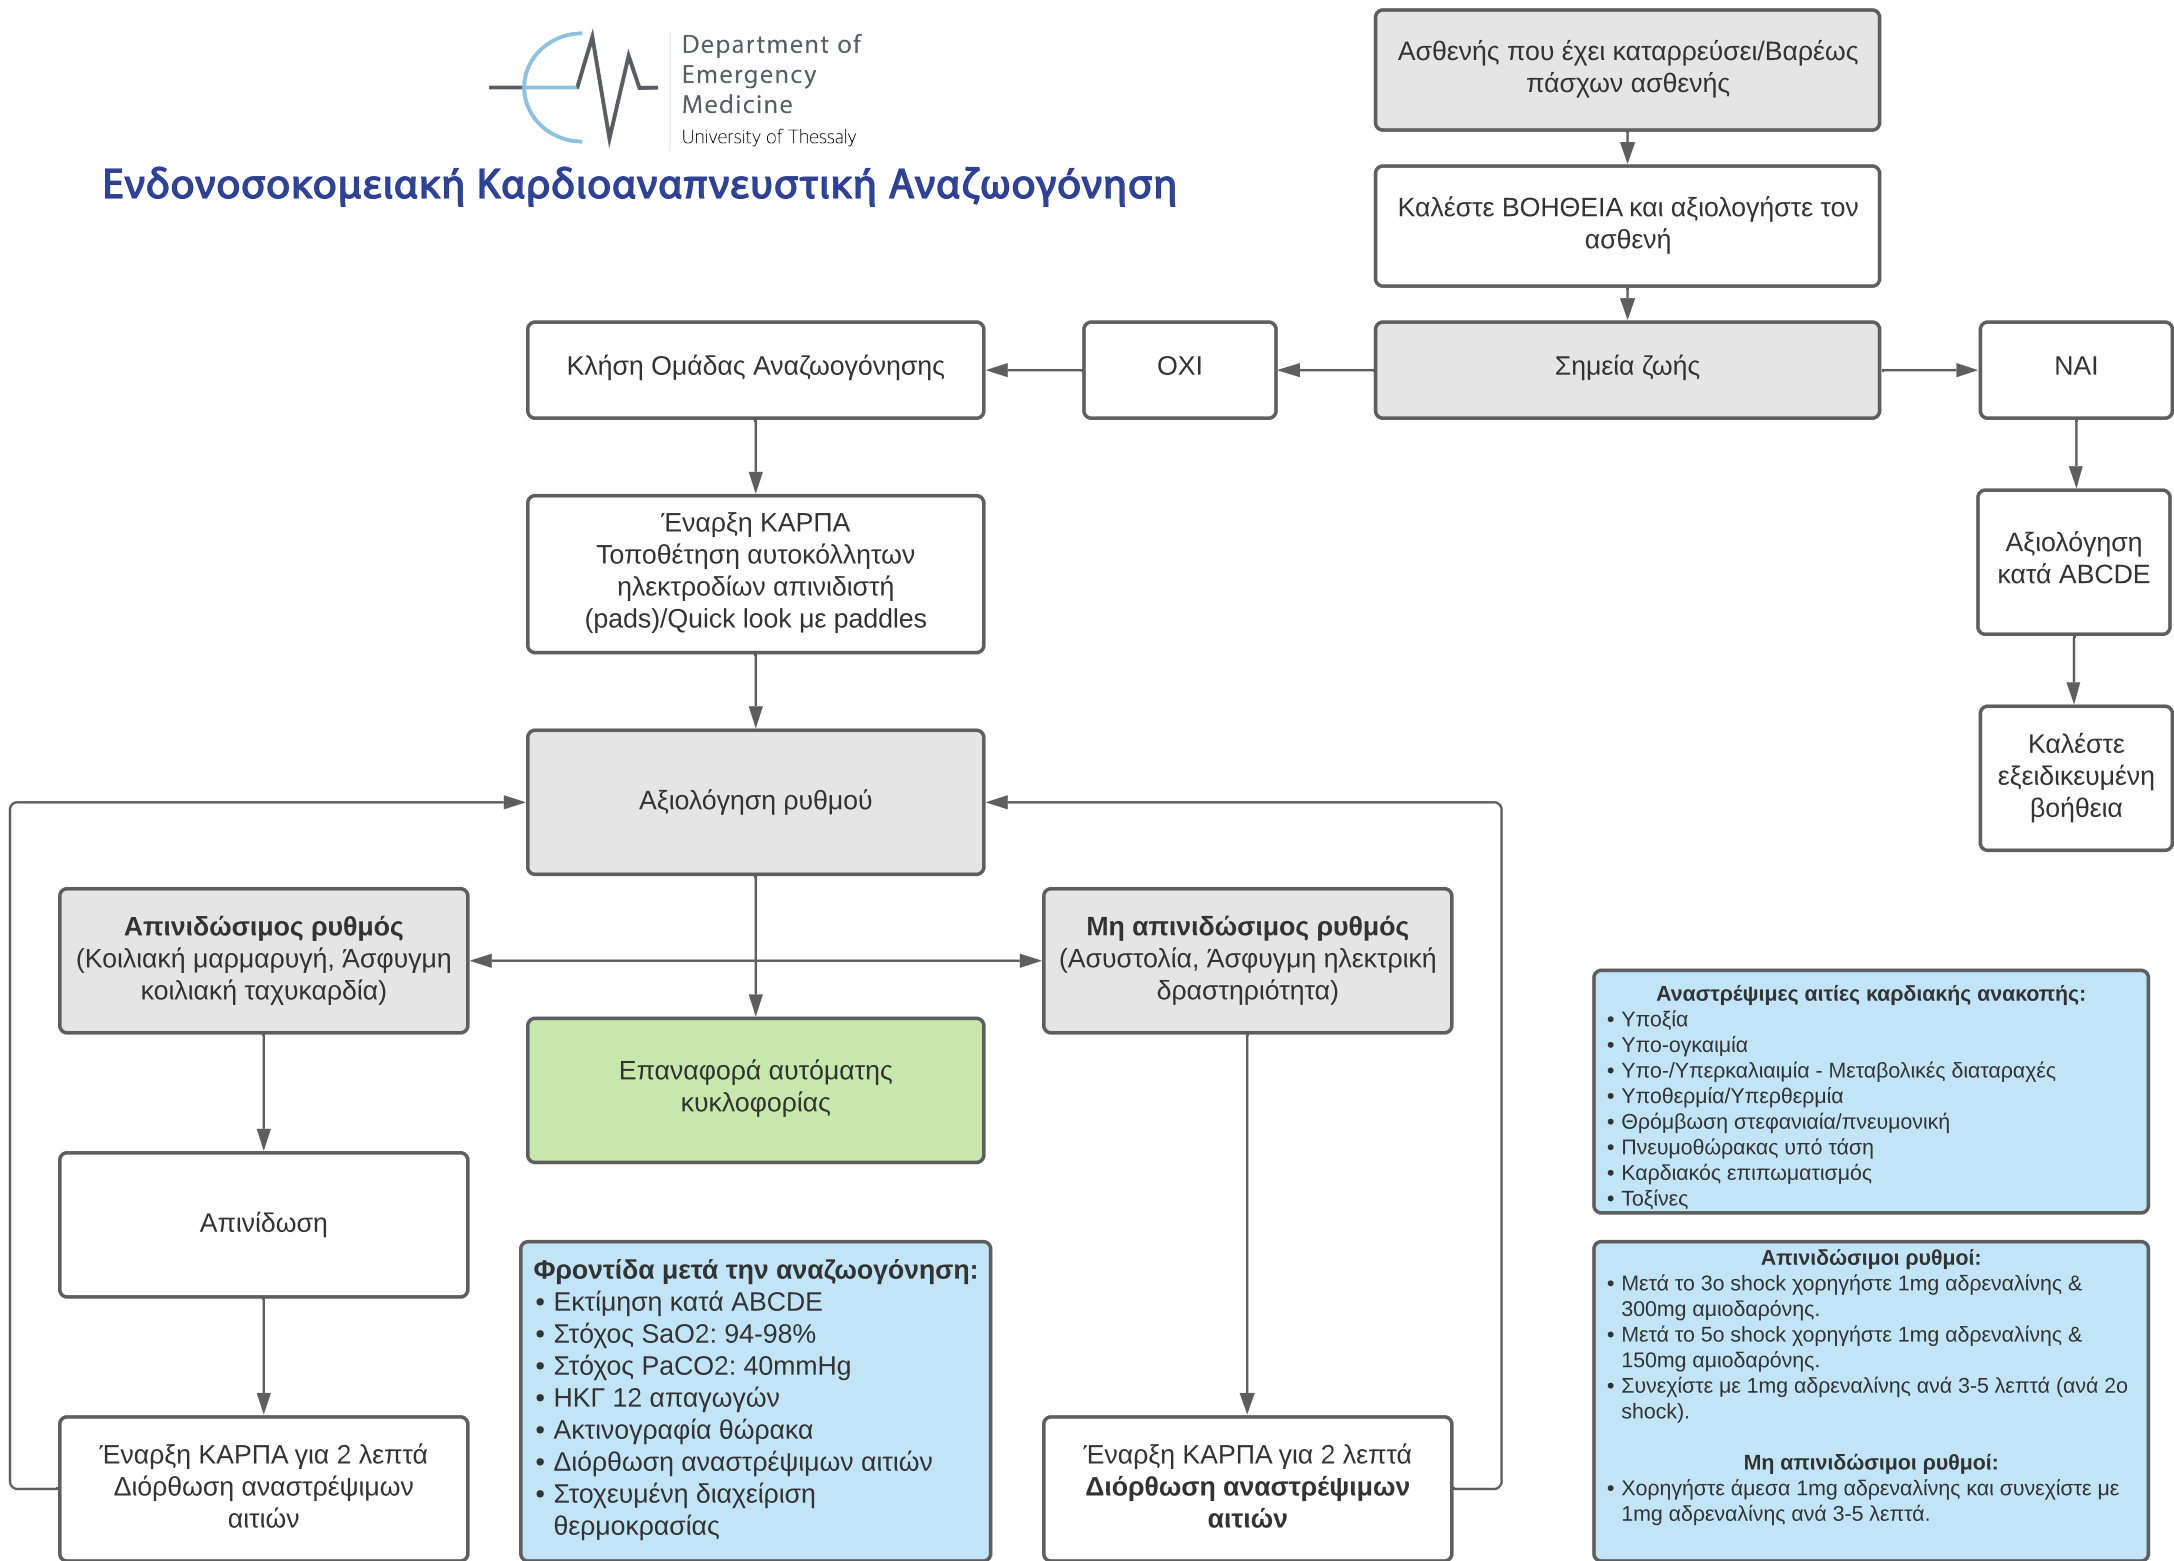 Department of
Emergency
Medicine
University of Thessaly
Ενδονοσοκομειακή Καρδιοαναπνευστική Αναζωογόνηση
Ασθενής που έχει καταρρεύσει/Βαρέως
πάσχων ασθενής
Καλέστε ΒΟΗΘΕΙΑ και αξιολογήστε τον
ασθενή
Κλήση Ομάδας Αναζωογόνησης
ΟΧΙ
Σημεία ζωής
ΝΑΙ
Έναρξη ΚΑΡΠΑ
Τοποθέτηση αυτοκόλλητων
ηλεκτροδίων απινιδιστή
(pads)/Quick look με paddles
Αξιολόγηση
κατά ABCDE
Καλέστε
εξειδικευμένη
βοήθεια
Αξιολόγηση ρυθμού
Απινιδώσιμος ρυθμός
(Κοιλιακή μαρμαρυγή, Άσφυγμη
κοιλιακή ταχυκαρδία)
Μη απινιδώσιμος ρυθμός
(Ασυστολία, Άσφυγμη ηλεκτρική
δραστηριότητα)
Επαναφορά αυτόματης
κυκλοφορίας
Απινίδωση
Έναρξη ΚΑΡΠΑ για 2 λεπτά
Διόρθωση αναστρέψιμων
αιτιών
Φροντίδα μετά την αναζωογόνηση:
• Εκτίμηση κατά ABCDE
• Στόχος SaO2: 94-98%
• Στόχος PaCO2: 40mmHg
• ΗΚΓ 12 απαγωγών
• Ακτινογραφία θώρακα
• Διόρθωση αναστρέψιμων αιτιών
• Στοχευμένη διαχείριση
θερμοκρασίας
Έναρξη ΚΑΡΠΑ για 2 λεπτά
Διόρθωση αναστρέψιμων
αιτιών
Αναστρέψιμες αιτίες καρδιακής ανακοπής:
• Υποξία
• Υπο-ογκαιμία
• Υπο-/Υπερκαλιαιμία - Μεταβολικές διαταραχές
• Υποθερμία/Υπερθερμία
• Θρόμβωση στεφανιαία/πνευμονική
• Πνευμοθώρακας υπό τάση
• Καρδιακός επιπωματισμός
• Τοξίνες
Απινιδώσιμοι ρυθμοί:
• Μετά το 3ο shock χορηγήστε 1mg αδρεναλίνης &
300mg αμιοδαρόνης.
• Μετά το 5ο shock χορηγήστε 1mg αδρεναλίνης &
150mg αμιοδαρόνης.
• Συνεχίστε με 1mg αδρεναλίνης ανά 3-5 λεπτά (ανά 2ο
shock).
Μη απινιδώσιμοι ρυθμοί:
• Χορηγήστε άμεσα 1mg αδρεναλίνης και συνεχίστε με
1mg αδρεναλίνης ανά 3-5 λεπτά.